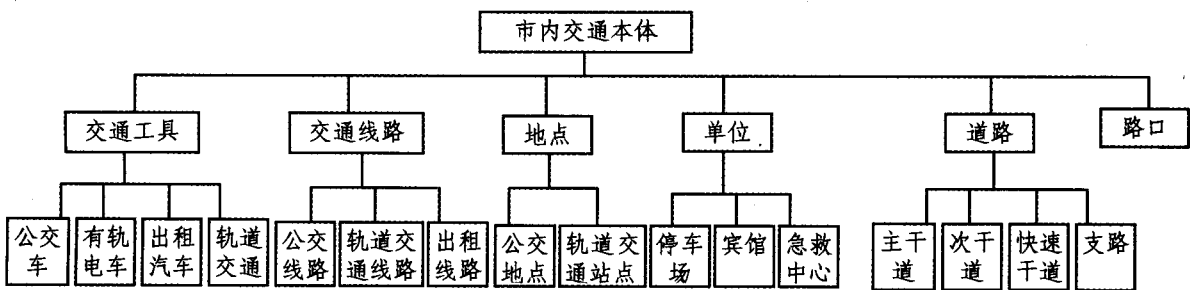 市内交通本体
交通工具
交通线路
地点
单位
道路
路口
公交
车
有轨
电车
出租
汽车
轨道
交通
公交
线路
轨道交
通线路
出租
线路
公交
地点
轨道交
通站点
停车
场
宾馆
急救
中心
主干
道
次干
道
快速
干道
支路